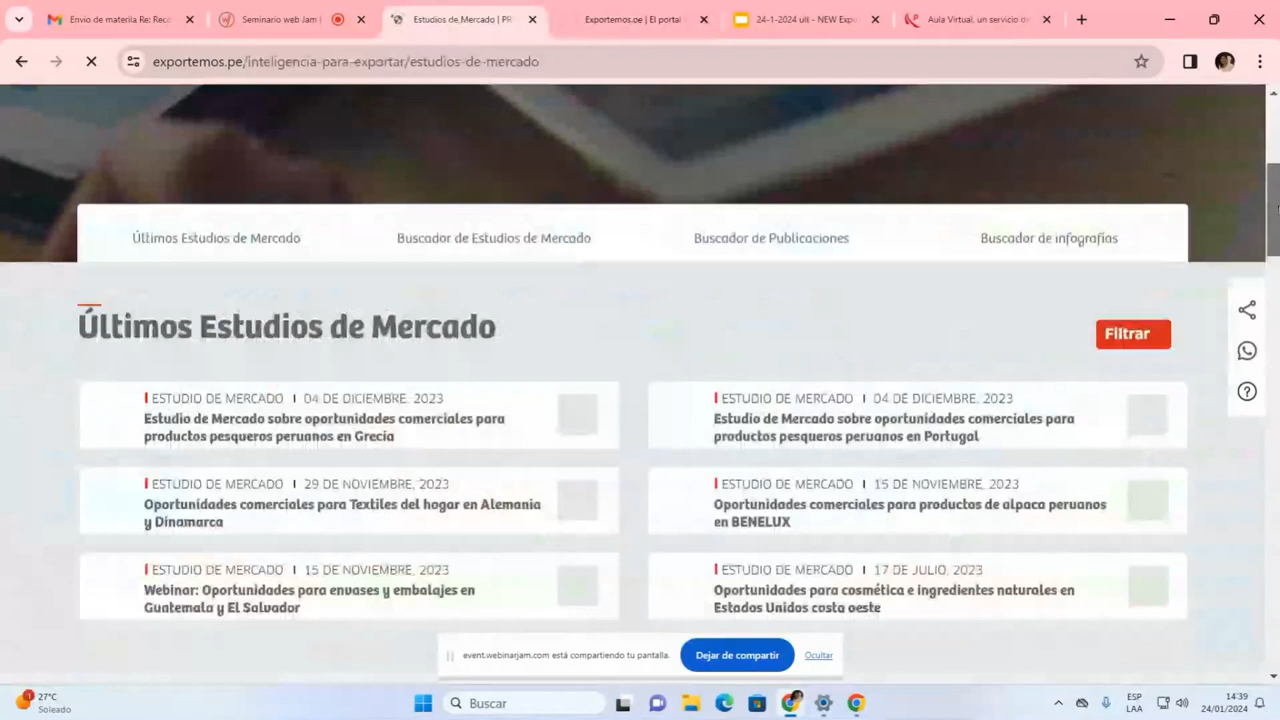 Envio de materila Re: Reco
Seminario web Jam |
Estudios de Mercado | PR
Exportemos.pe | El portal
24-1-2024 ult - NEW Expo
Aula Virtual, un servicio de
exportemos.pe/inteligencia-para-exportar/estudios-de-mercado
Últimos Estudios de Mercado
Buscador de Estudios de Mercado
Buscador de Publicaciones
Buscador de infografías
Últimos Estudios de Mercado
Filtrar
ESTUDIO DE MERCADO | 04 DE DICIEMBRE, 2023
Estudio de Mercado sobre oportunidades comerciales para
productos pesqueros peruanos en Grecia
ESTUDIO DE MERCADO | 04 DE DICIEMBRE, 2023
Estudio de Mercado sobre oportunidades comerciales para
productos pesqueros peruanos en Portugal
ESTUDIO DE MERCADO | 29 DE NOVIEMBRE, 2023
Oportunidades comerciales para Textiles del hogar en Alemania
y Dinamarca
ESTUDIO DE MERCADO | 15 DE NOVIEMBRE, 2023
Oportunidades comerciales para productos de alpaca peruanos
en BENELUX
ESTUDIO DE MERCADO | 15 DE NOVIEMBRE, 2023
Webinar: Oportunidades para envases y embalajes en
Guatemala y El Salvador
ESTUDIO DE MERCADO | 17 DE JULIO, 2023
Oportunidades para cosmética e ingredientes naturales en
Estados Unidos costa oeste
event.webinarjam.com está compartiendo tu pantalla.
Dejar de compartir
Ocultar
27°C
Soleado
Buscar
ESP
LAA
14:39
24/01/2024